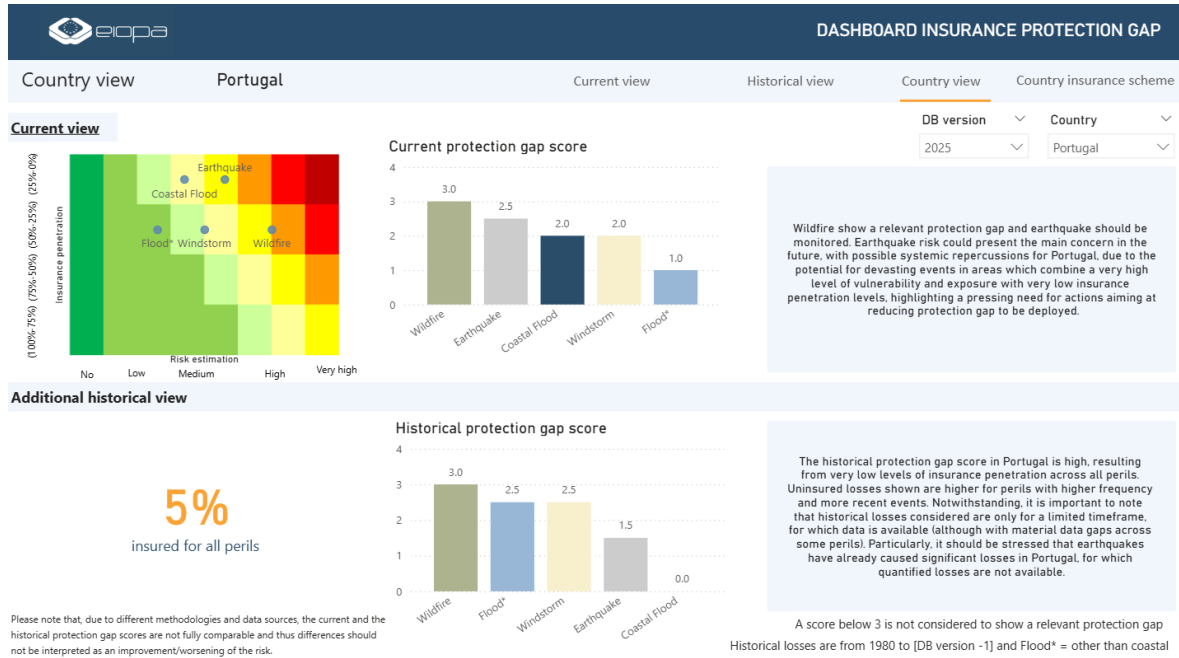 eiopa
DASHBOARD INSURANCE PROTECTION GAP
Country view
Portugal
Current view
Historical view
Country view
Country insurance scheme
DB version
Country
2025
Portugal
Current view
Insurance penetration
(100%-75%) (75%-50%) (50%-25%) (25%-0%)
Earthquake
Coastal Flood
Flood*
Windstorm
Wildfire
Risk estimation
No
Low
Medium
High
Very high
Current protection gap score
4
3
2
1
0
3.0
2.5
2.0
2.0
1.0
Wildfire
Earthquake
Coastal Flood
Windstorm
Flood*
Wildfire show a relevant protection gap and earthquake should be
monitored. Earthquake risk could present the main concern in the
future, with possible systemic repercussions for Portugal, due to the
potential for devasting events in areas which combine a very high
level of vulnerability and exposure with very low insurance
penetration levels, highlighting a pressing need for actions aiming at
reducing protection gap to be deployed.
Additional historical view
5%
insured for all perils
Historical protection gap score
4
3
2
1
0
3.0
2.5
2.5
1.5
0.0
Wildfire
Flood*
Windstorm
Earthquake
Coastal Flood
The historical protection gap score in Portugal is high, resulting
from very low levels of insurance penetration across all perils.
Uninsured losses shown are higher for perils with higher frequency
and more recent events. Notwithstanding, it is important to note
that historical losses considered are only for a limited timeframe,
for which data is available (although with material data gaps across
some perils). Particularly, it should be stressed that earthquakes
have already caused significant losses in Portugal, for which
quantified losses are not available.
Please note that, due to different methodologies and data sources, the current and the
historical protection gap scores are not fully comparable and thus differences should
not be interpreted as an improvement/worsening of the risk.
A score below 3 is not considered to show a relevant protection gap
Historical losses are from 1980 to [DB version -1] and Flood* = other than coastal